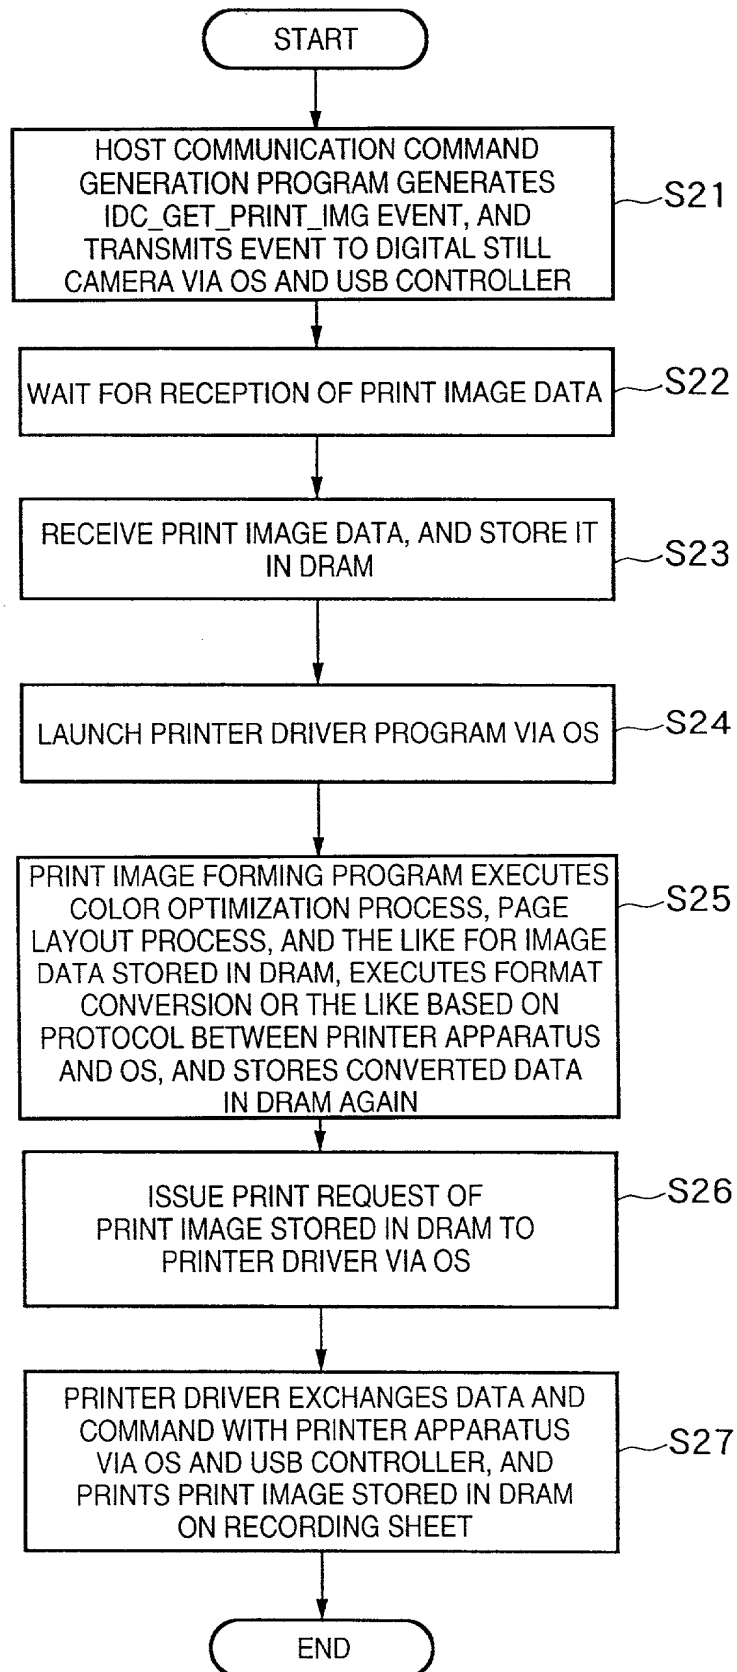 START
HOST COMMUNICATION COMMAND
GENERATION PROGRAM GENERATES
IDC_GET_PRINT_IMG EVENT, AND
TRANSMITS EVENT TO DIGITAL STILL
CAMERA VIA OS AND USB CONTROLLER
S21
WAIT FOR RECEPTION OF PRINT IMAGE DATA
S22
RECEIVE PRINT IMAGE DATA, AND STORE IT
IN DRAM
S23
LAUNCH PRINTER DRIVER PROGRAM VIA OS
S24
PRINT IMAGE FORMING PROGRAM EXECUTES
COLOR OPTIMIZATION PROCESS, PAGE
LAYOUT PROCESS, AND THE LIKE FOR IMAGE
DATA STORED IN DRAM, EXECUTES FORMAT
CONVERSION OR THE LIKE BASED ON
PROTOCOL BETWEEN PRINTER APPARATUS
AND OS, AND STORES CONVERTED DATA
IN DRAM AGAIN
S25
ISSUE PRINT REQUEST OF
PRINT IMAGE STORED IN DRAM TO
PRINTER DRIVER VIA OS
S26
PRINTER DRIVER EXCHANGES DATA AND
COMMAND WITH PRINTER APPARATUS
VIA OS AND USB CONTROLLER, AND
PRINTS PRINT IMAGE STORED IN DRAM
ON RECORDING SHEET
S27
END